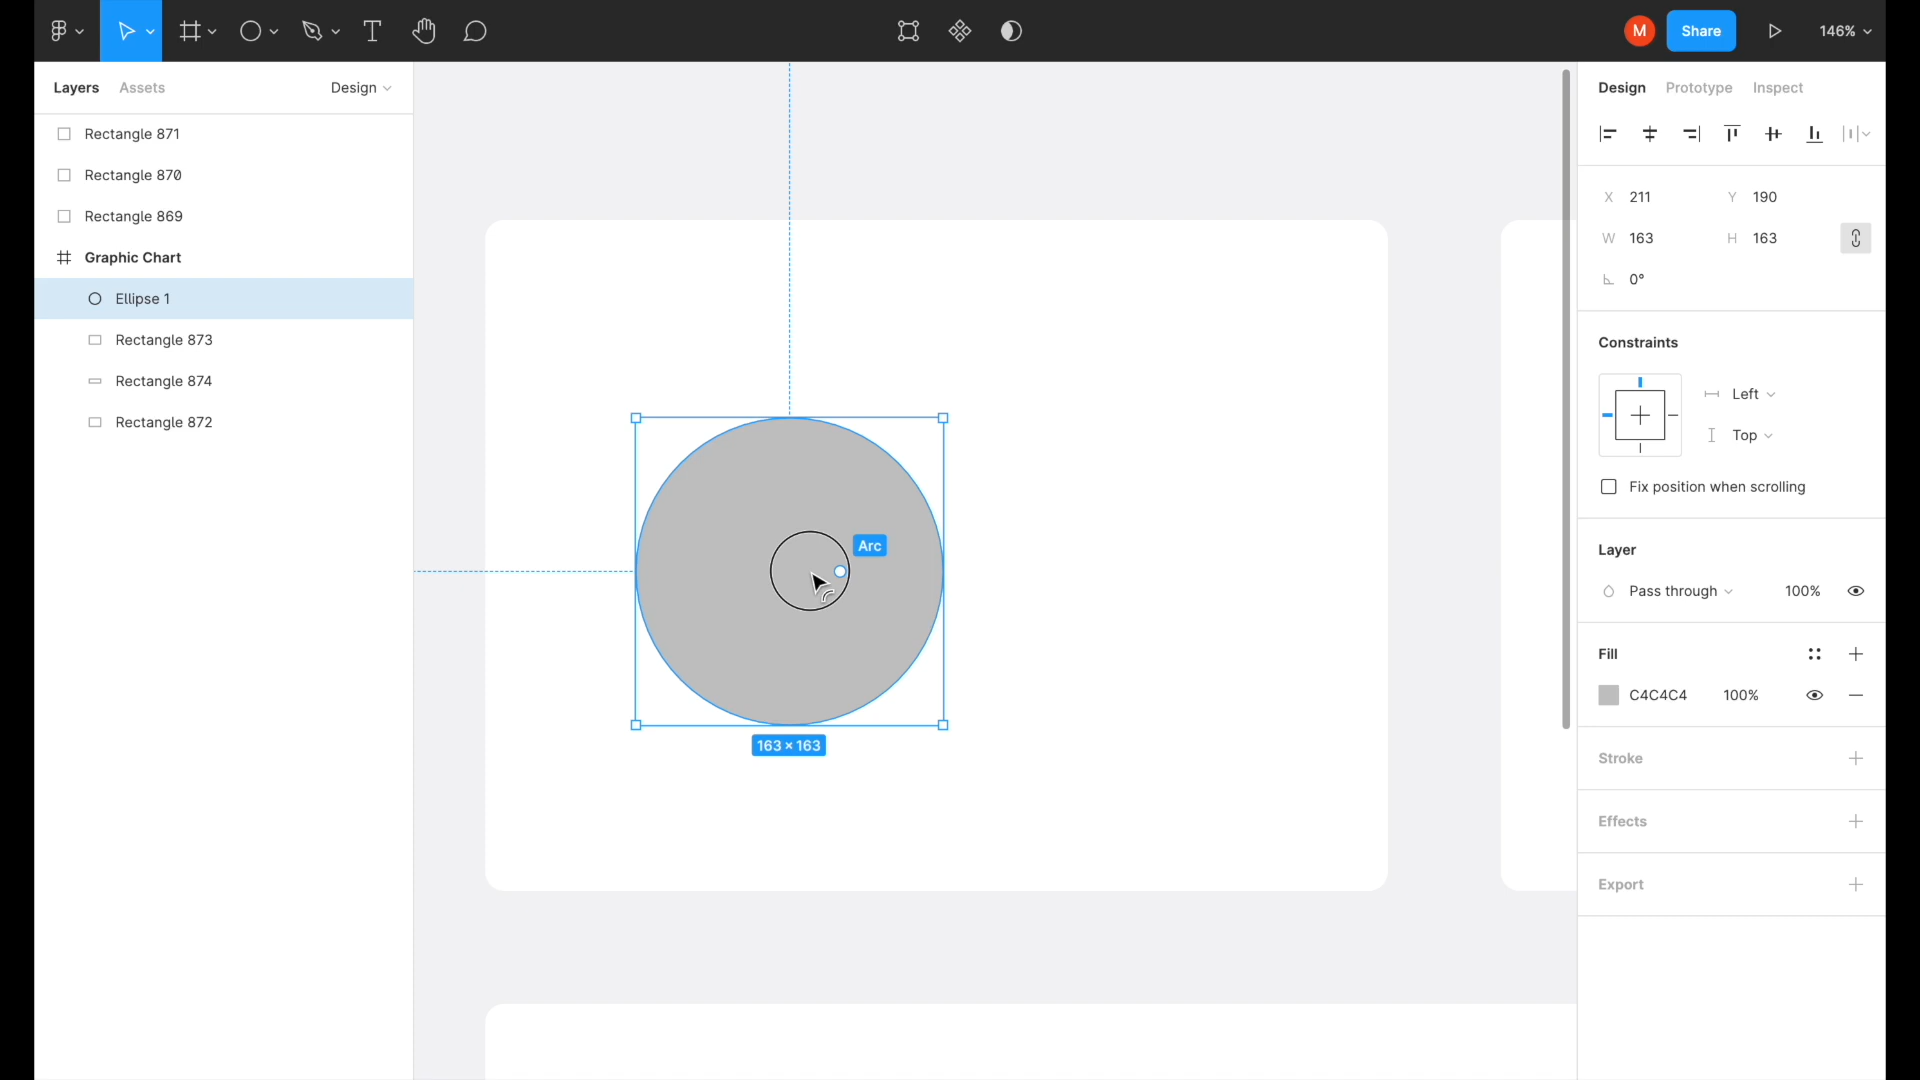 M
Share
146%
Layers
Assets
Design
Rectangle 871
Rectangle 870
Rectangle 869
Graphic Chart
Ellipse 1
Rectangle 873
Rectangle 874
Rectangle 872
Arc
163 × 163
Design
Prototype
Inspect
X 211
Y 190
W 163
H 163
0°
Constraints
Left
Top
Fix position when scrolling
Layer
Pass through
100%
Fill
C4C4C4
100%
Stroke
Effects
Export